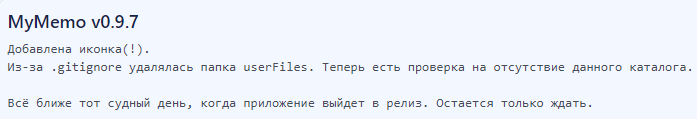 MyMemo v0.9.7
Добавлена иконка(!).
Из-за .gitignore удалялась папка userFiles. Теперь есть проверка на отсутствие данного каталога.
Всё ближе тот судный день, когда приложение выйдет в релиз. Остается только ждать.